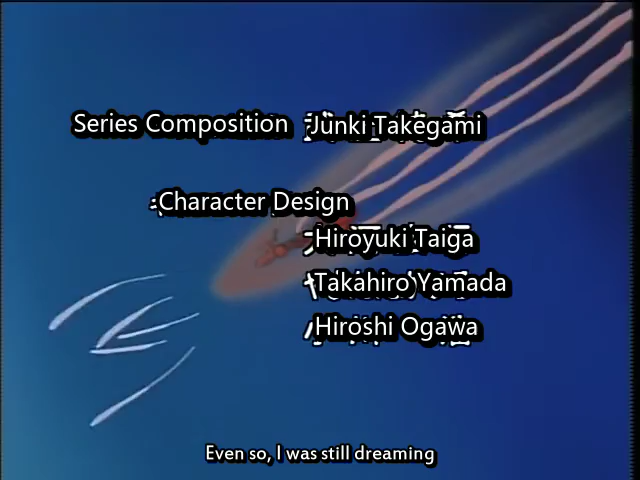 Series Composition Junki Takegami
Character Design
Hiroyuki Taiga
Takahiro Yamada
Hiroshi Ogawa
Even so, I was still dreaming